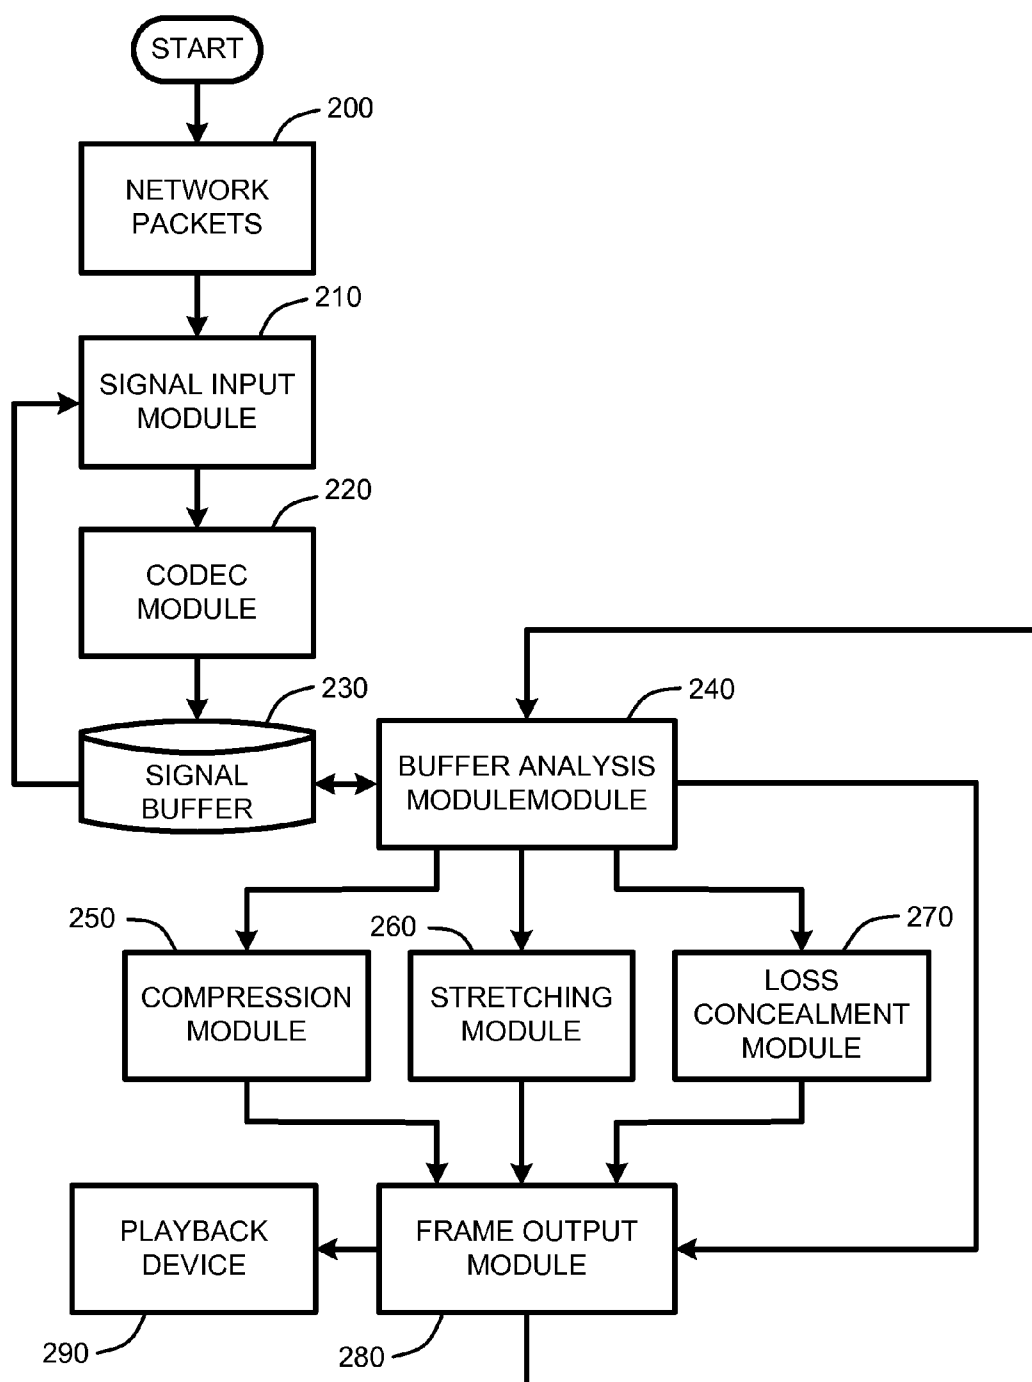 START
200
NETWORK
PACKETS
210
SIGNAL INPUT
MODULE
220
CODEC
MODULE
230
SIGNAL
BUFFER
240
BUFFER ANALYSIS
MODULEMODULE
250
COMPRESSION
MODULE
260
STRETCHING
MODULE
270
LOSS
CONCEALMENT
MODULE
PLAYBACK
DEVICE
290
FRAME OUTPUT
MODULE
280